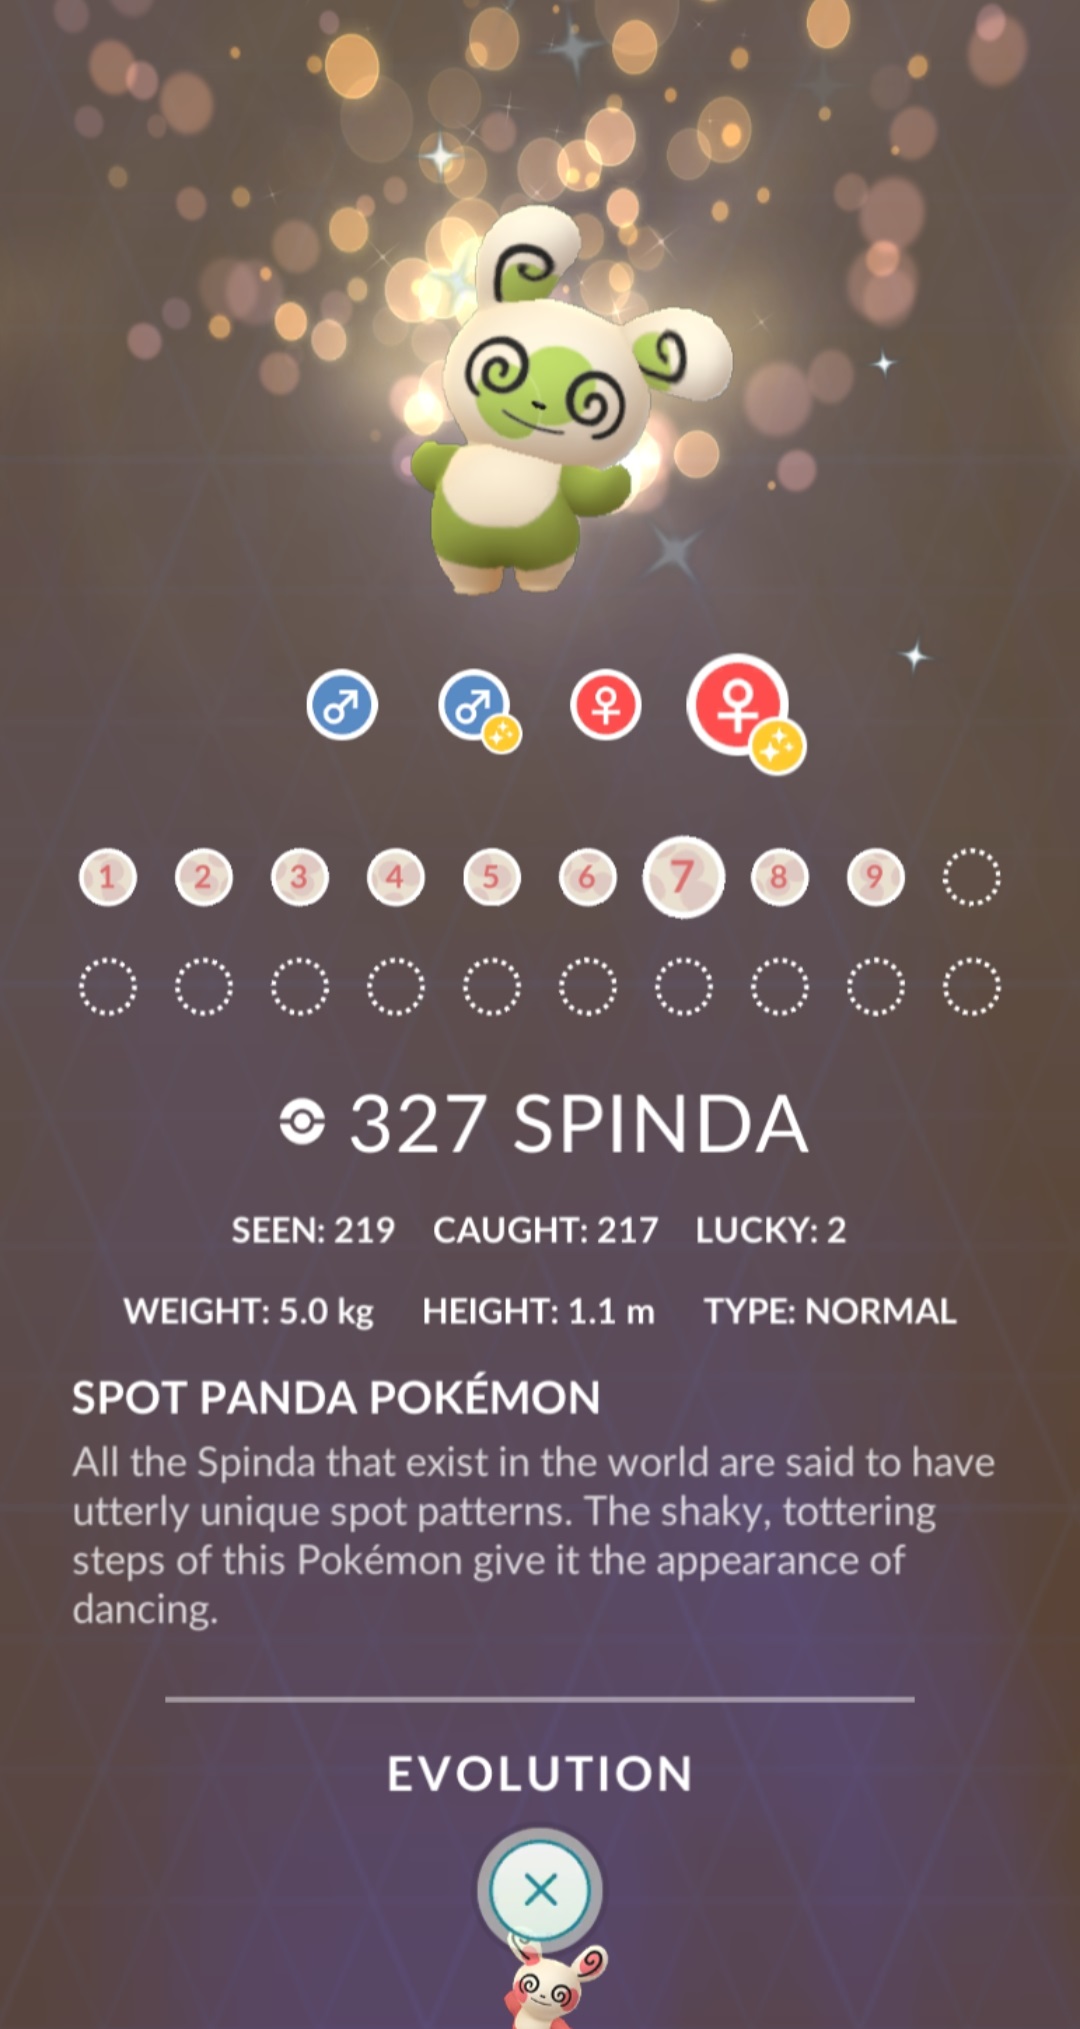 1 2 3 4 5 6 7 8 9
327 SPINDA
SEEN: 219 CAUGHT: 217 LUCKY: 2
WEIGHT: 5.0 kg HEIGHT: 1.1 m TYPE: NORMAL
SPOT PANDA POKÉMON
All the Spinda that exist in the world are said to have
utterly unique spot patterns. The shaky, tottering
steps of this Pokémon give it the appearance of
dancing.
EVOLUTION